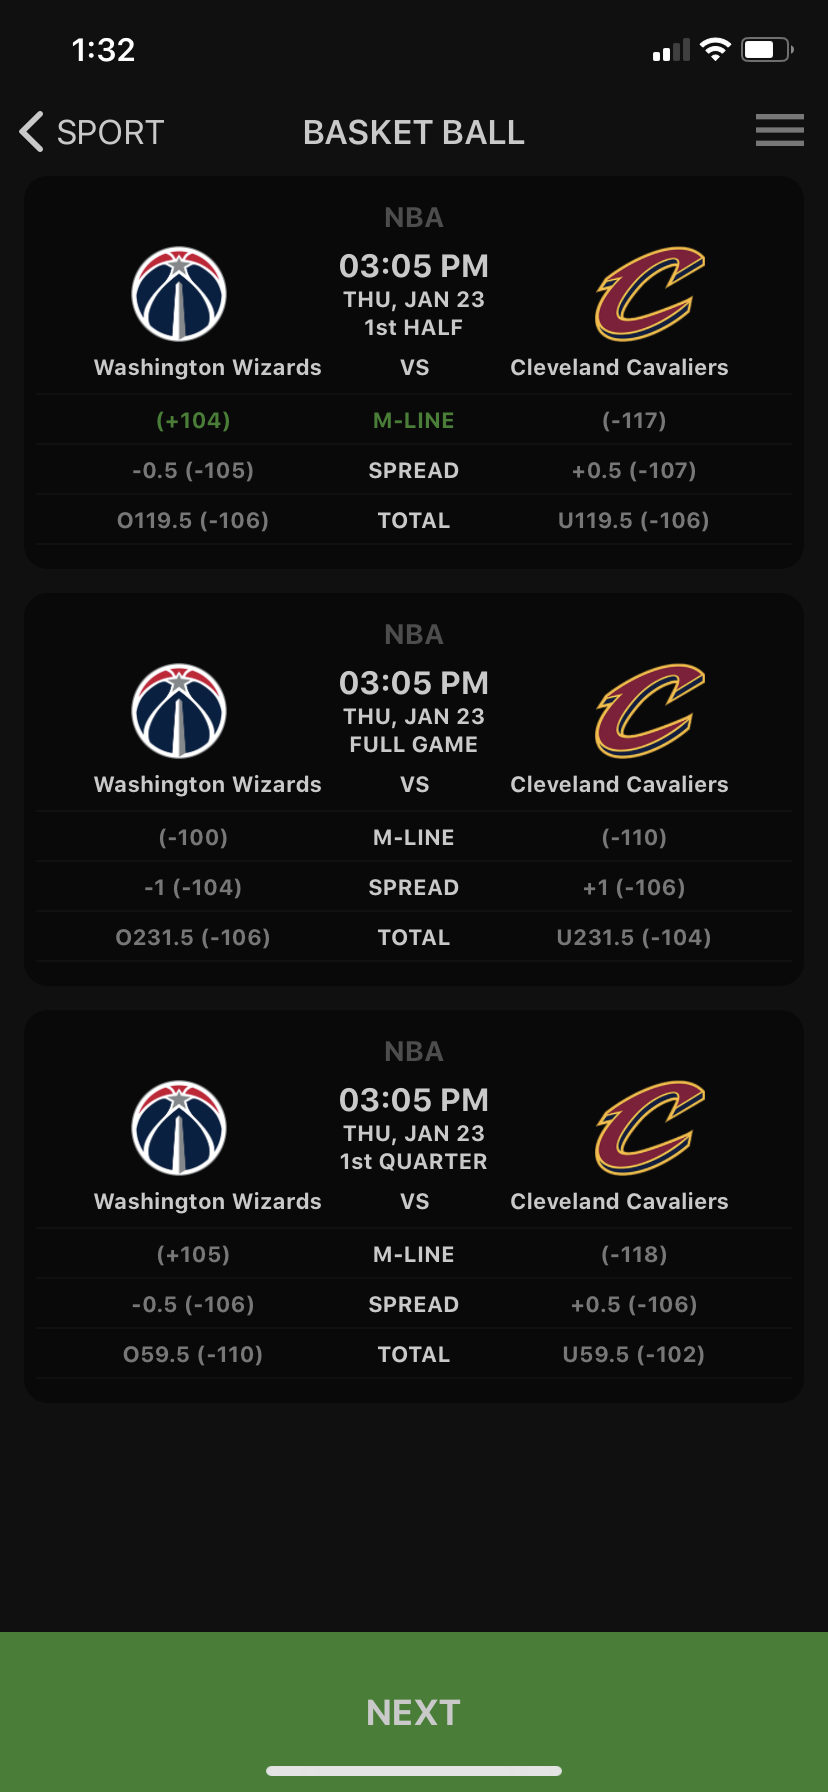 1:32
SPORT BASKET BALL
NBA
03:05 PM
THU, JAN 23
1st HALF
Washington Wizards VS Cleveland Cavaliers
(+104) M-LINE (-117)
-0.5 (-105) SPREAD +0.5 (-107)
O119.5 (-106) TOTAL U119.5 (-106)
NBA
03:05 PM
THU, JAN 23
FULL GAME
Washington Wizards VS Cleveland Cavaliers
(-100) M-LINE (-110)
-1 (-104) SPREAD +1 (-106)
O231.5 (-106) TOTAL U231.5 (-104)
NBA
03:05 PM
THU, JAN 23
1st QUARTER
Washington Wizards VS Cleveland Cavaliers
(+105) M-LINE (-118)
-0.5 (-106) SPREAD +0.5 (-106)
O59.5 (-110) TOTAL U59.5 (-102)
NEXT